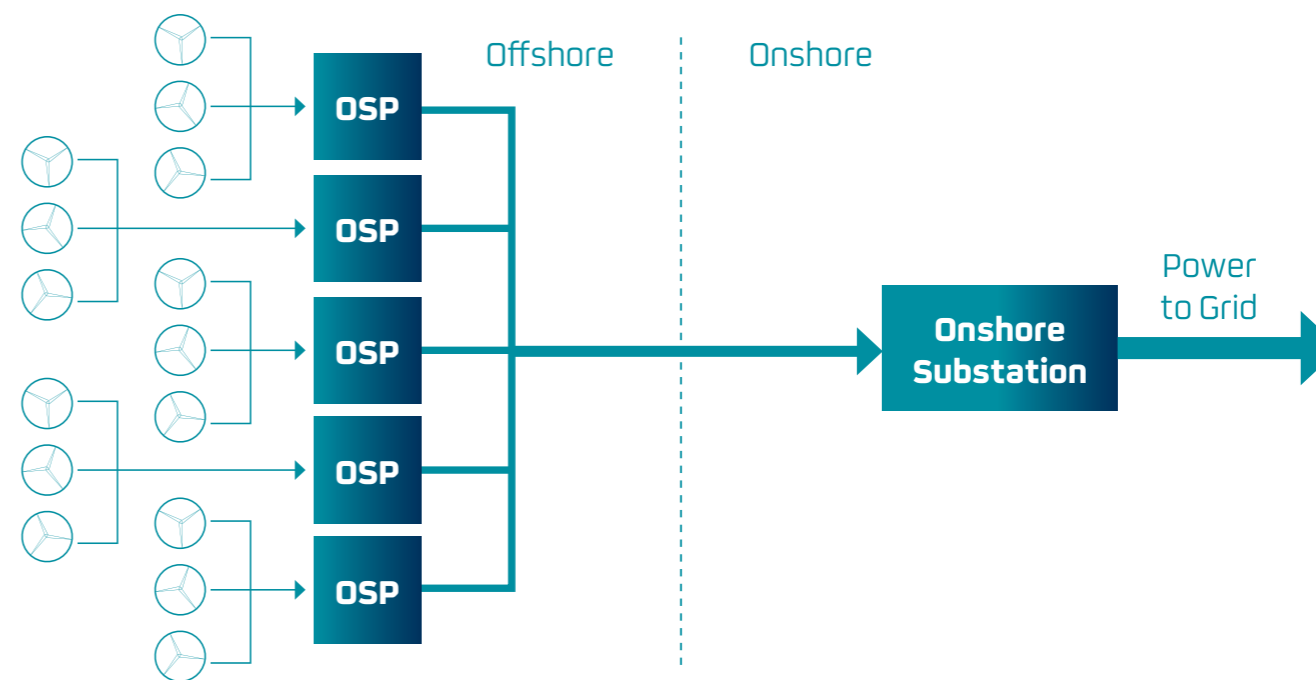 Offshore
Onshore
OSP
OSP
OSP
OSP
OSP
Onshore
Substation
Power
to Grid